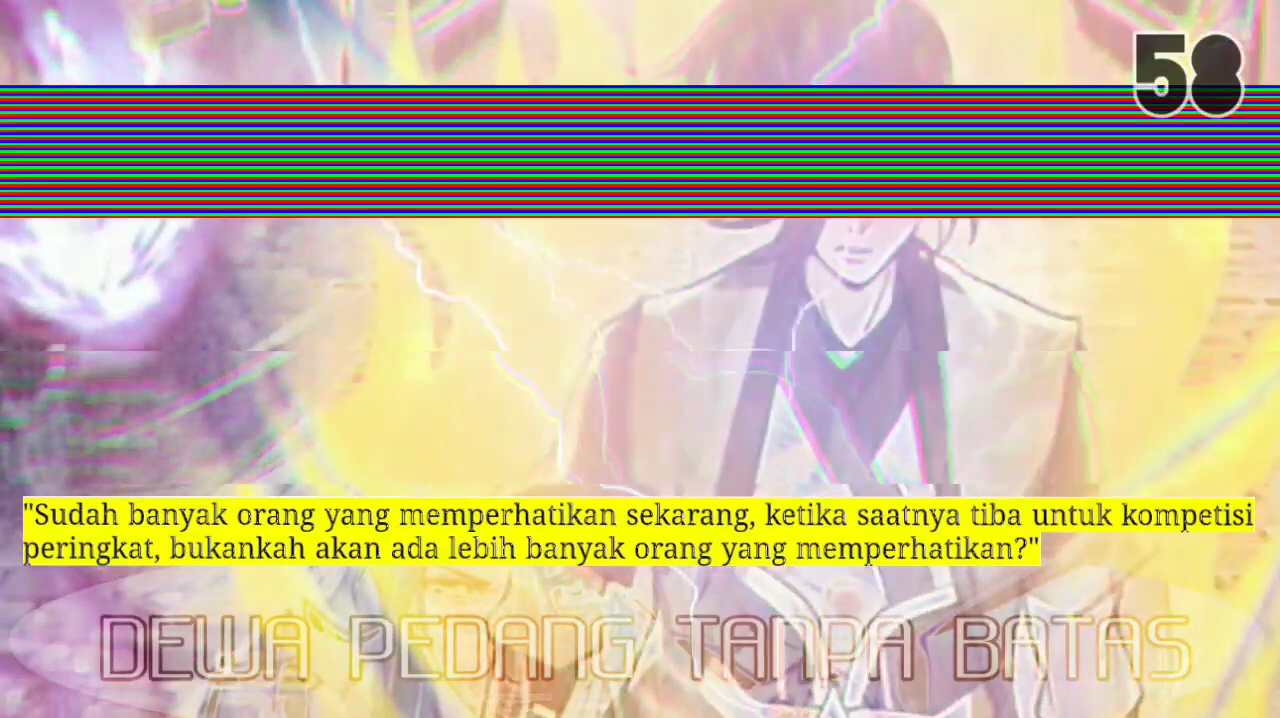 58
"Sudah banyak orang yang memperhatikan sekarang, ketika saatnya tiba untuk kompetisi
peringkat, bukankah akan ada lebih banyak orang yang memperhatikan?"
DEWA PEDANG TANPA BATAS